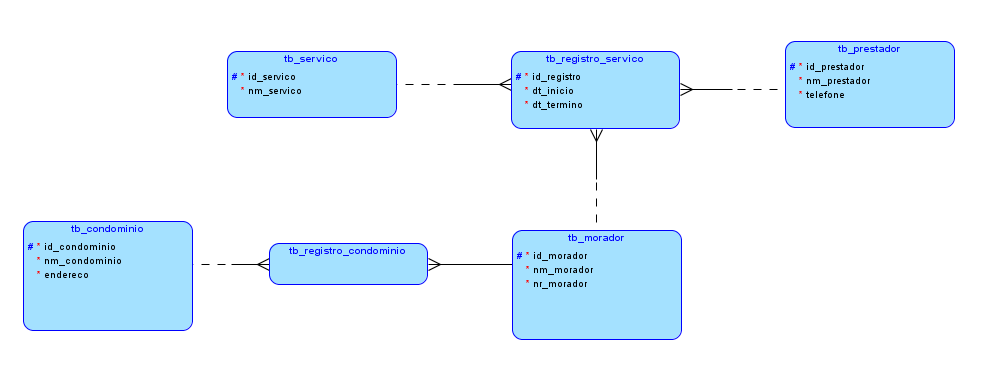 tb_servico
# * id_servico
* nm_servico
tb_registro_servico
# * id_registro
* dt_inicio
* dt_termino
tb_prestador
# * id_prestador
* nm_prestador
* telefone
tb_condominio
# * id_condominio
* nm_condominio
* endereco
tb_registro_condominio
tb_morador
# * id_morador
* nm_morador
* nr_morador